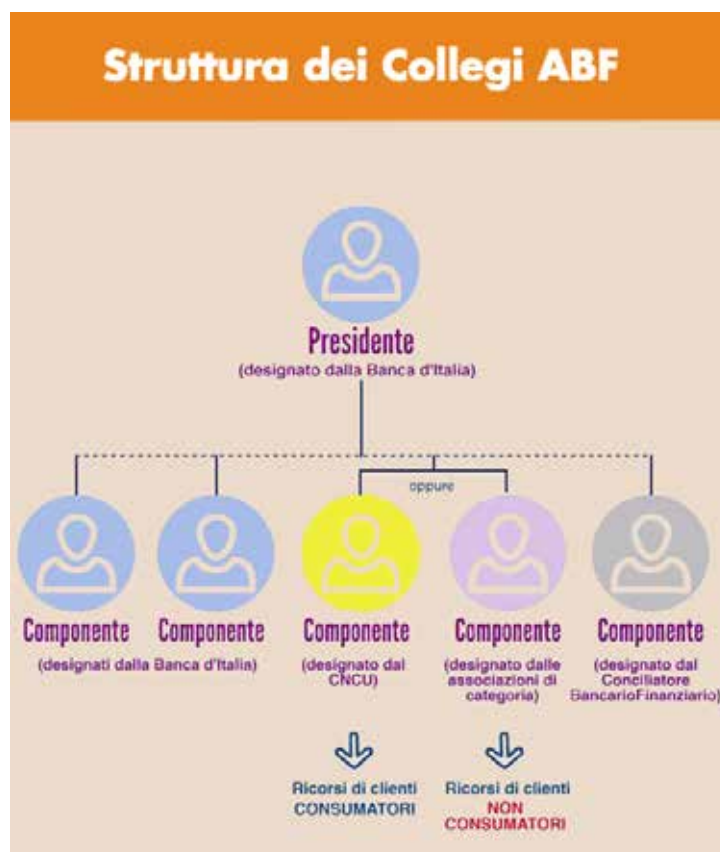 Struttura dei Collegi ABF
Presidente
(designato dalla Banca d'Italia)
oppure
Componente
Componente
(designati dalla Banca d'Italia)
Componente
(designato dal
CNCU)
Componente
(designato dalle
associazioni di
categoria)
Componente
(designato dal
Conciliatore
BancarioFinanziario)
Ricorsi di clienti
CONSUMATORI
Ricorsi di clienti
NON
CONSUMATORI